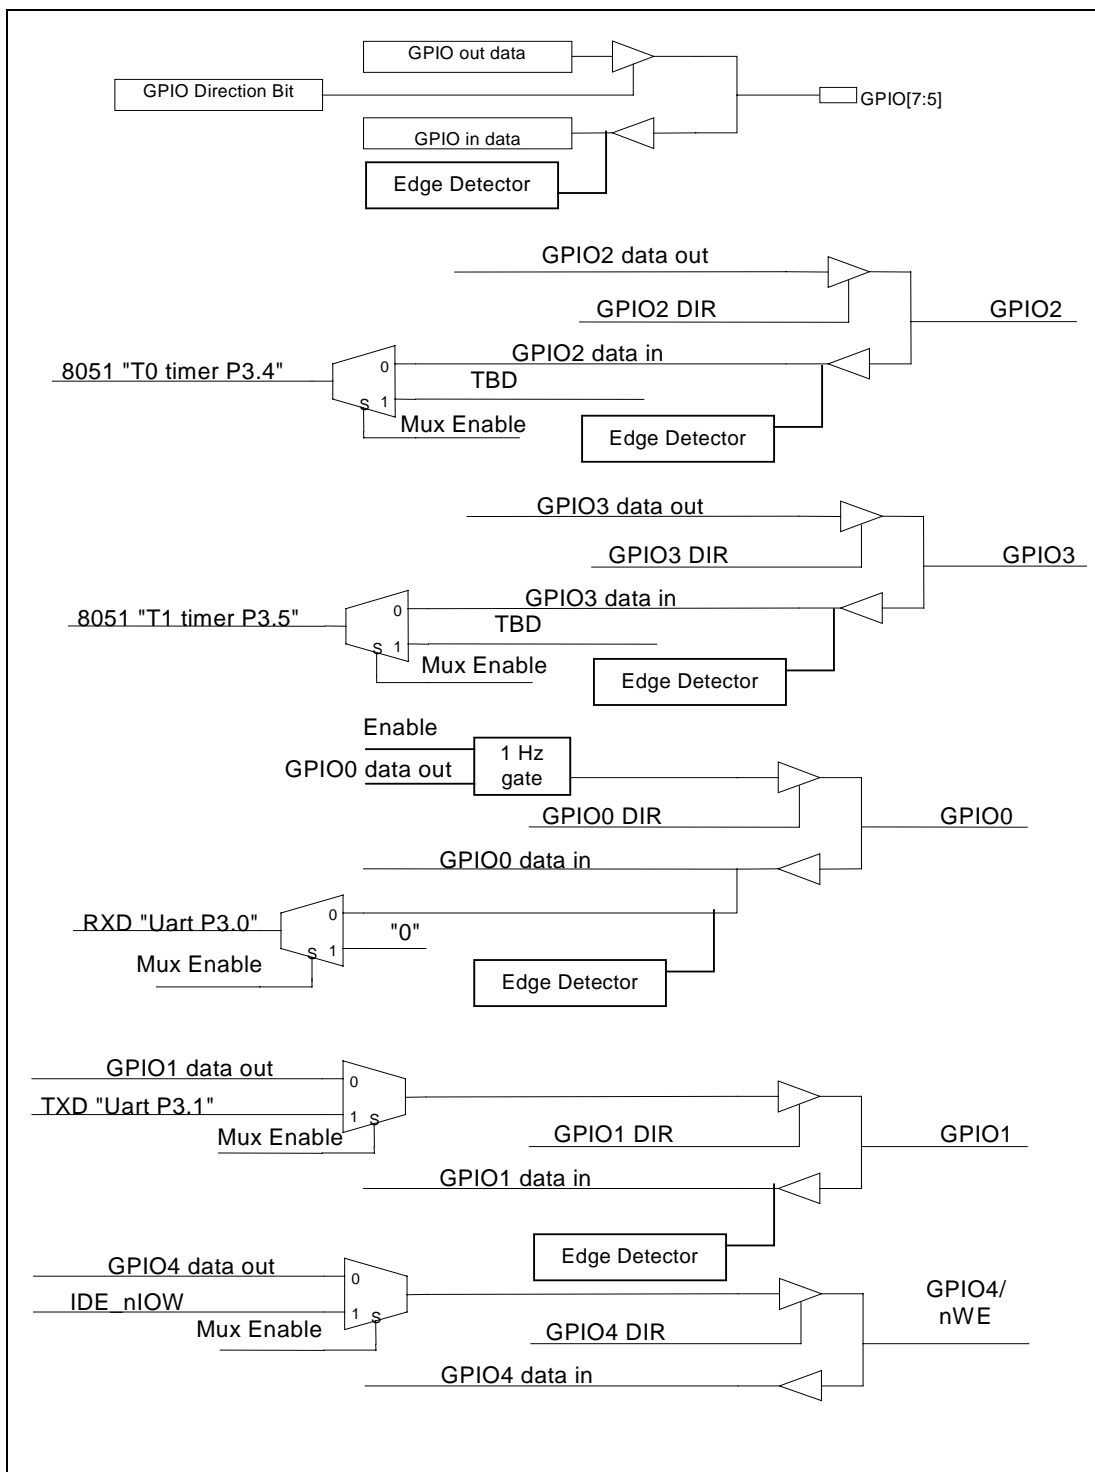 GPIO out data
GPIO Direction Bit
GPIO[7:5]
GPIO in data
Edge Detector
GPIO2 data out
GPIO2 DIR
GPIO2
GPIO2 data in
8051 "T0 timer P3.4"
0
TBD
S 1
Mux Enable
Edge Detector
GPIO3 data out
GPIO3 DIR
GPIO3
GPIO3 data in
8051 "T1 timer P3.5"
0
TBD
S 1
Mux Enable
Edge Detector
Enable
1 Hz
gate
GPIO0 data out
GPIO0 DIR
GPIO0
GPIO0 data in
RXD "Uart P3.0"
0
"0"
S 1
Mux Enable
Edge Detector
GPIO1 data out
0
TXD "Uart P3.1"
1 S
Mux Enable
GPIO1 DIR
GPIO1
GPIO1 data in
Edge Detector
GPIO4 data out
0
IDE_nIOW
1 S
Mux Enable
GPIO4 DIR
GPIO4/
nWE
GPIO4 data in